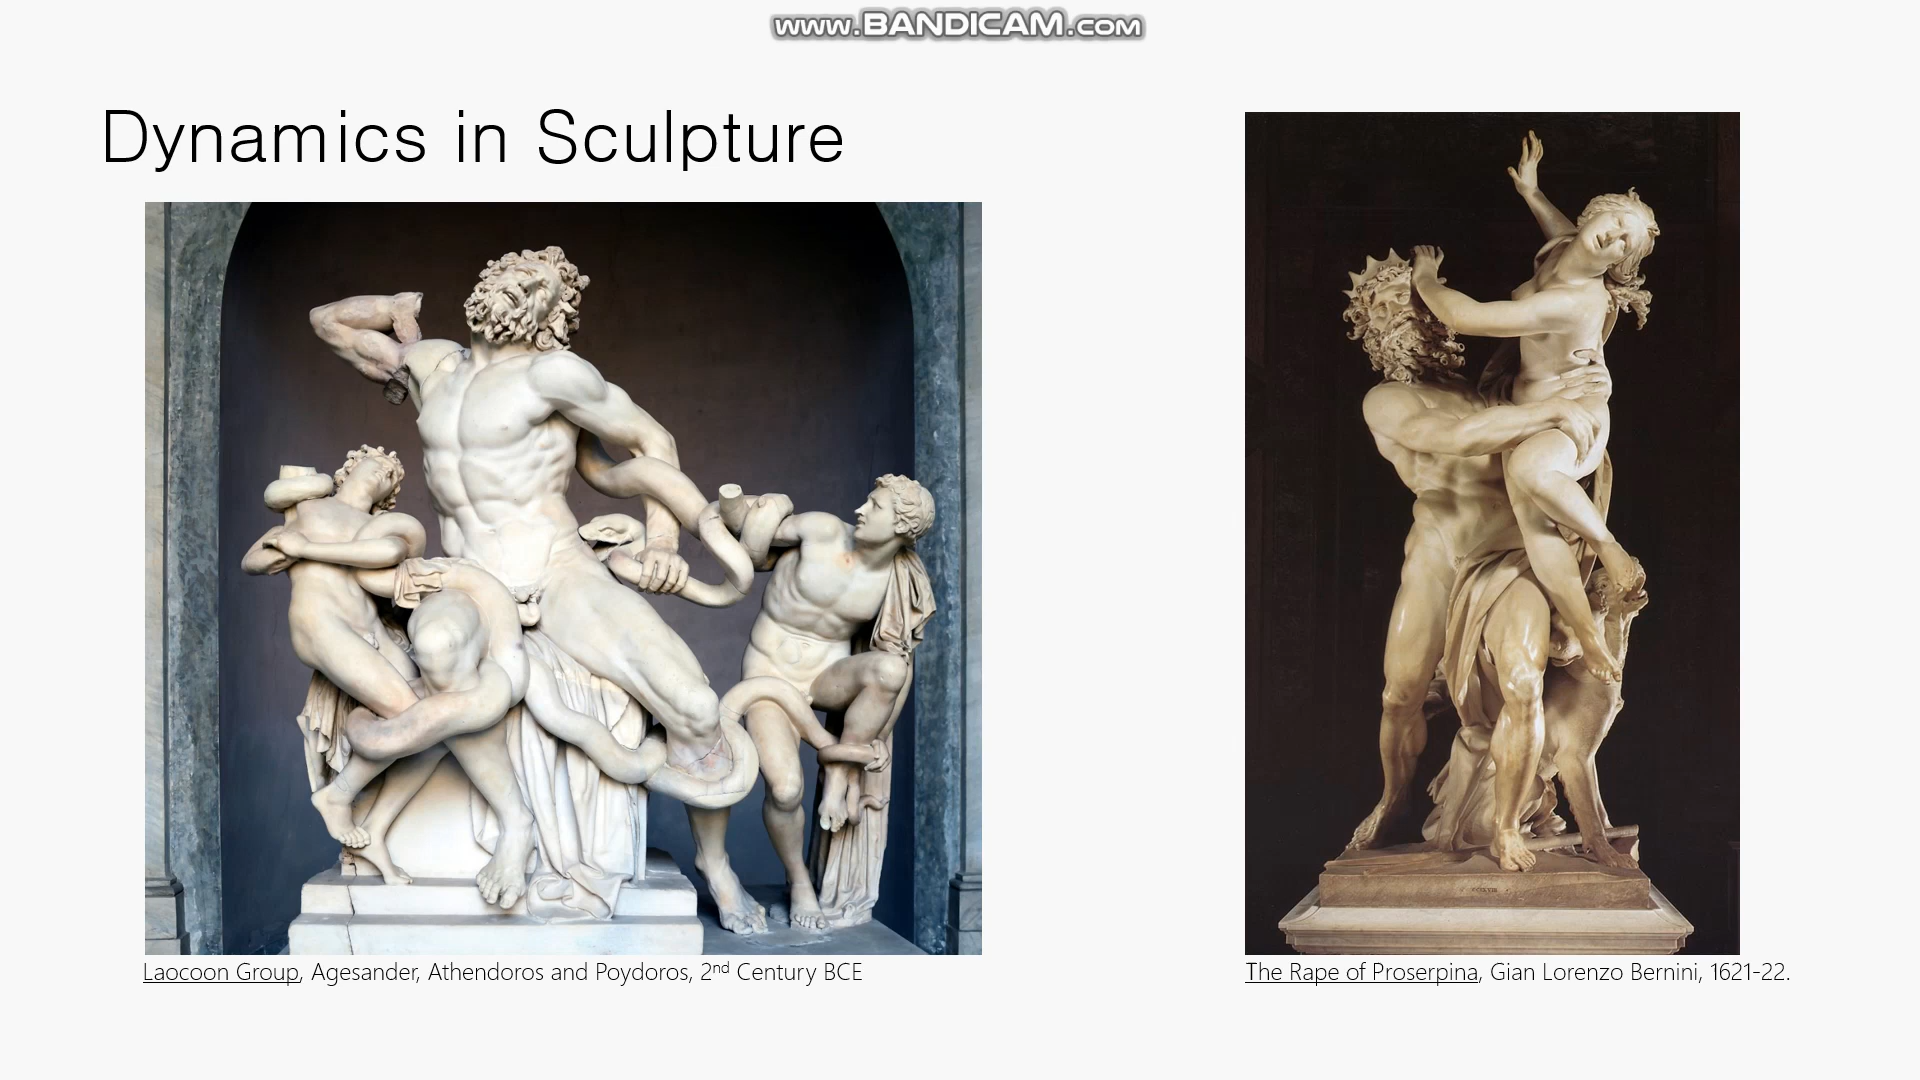 www.BANDICAM.com
Dynamics in Sculpture
Laocoon Group, Agesander, Athendoros and Poydoros, 2nd Century BCE
The Rape of Proserpina, Gian Lorenzo Bernini, 1621-22.